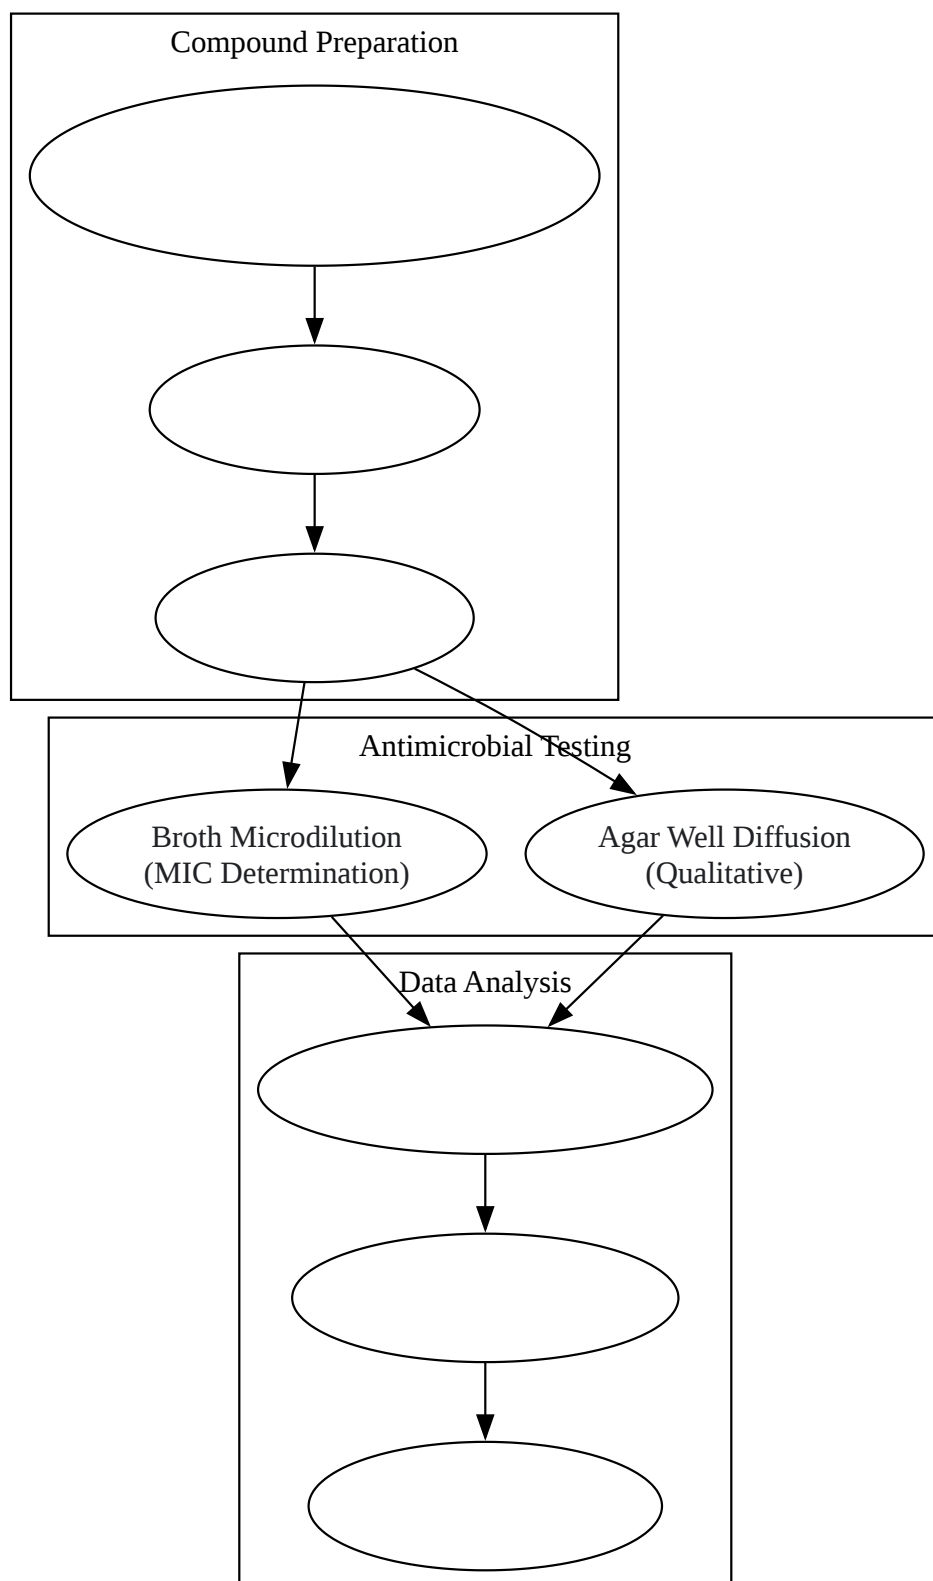 Compound Preparation
Antimicrobial Testing
Broth Microdilution
(MIC Determination)
Agar Well Diffusion
(Qualitative)
Data Analysis